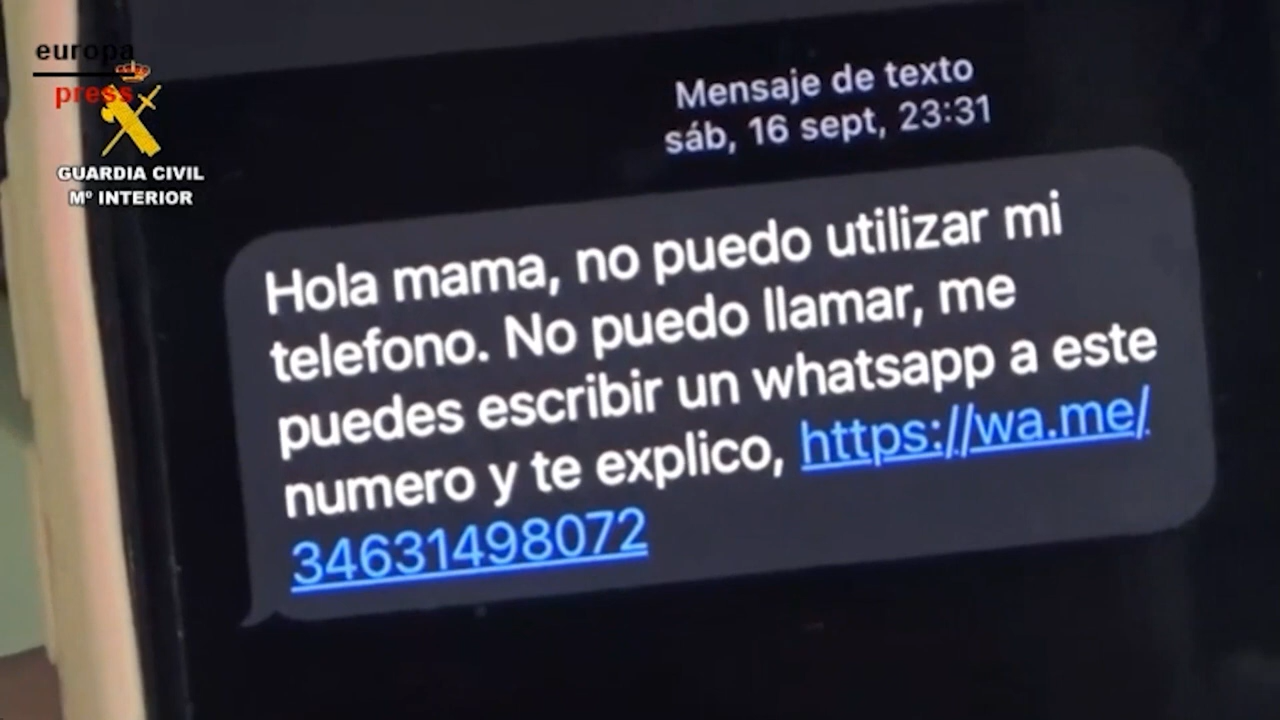 europa
press
GUARDIA CIVIL
Mº INTERIOR
Mensaje de texto
sáb, 16 sept, 23:31
Hola mama, no puedo utilizar mi
telefono. No puedo llamar, me
puedes escribir un whatsapp a este
numero y te explico, https://wa.me/
34631498072